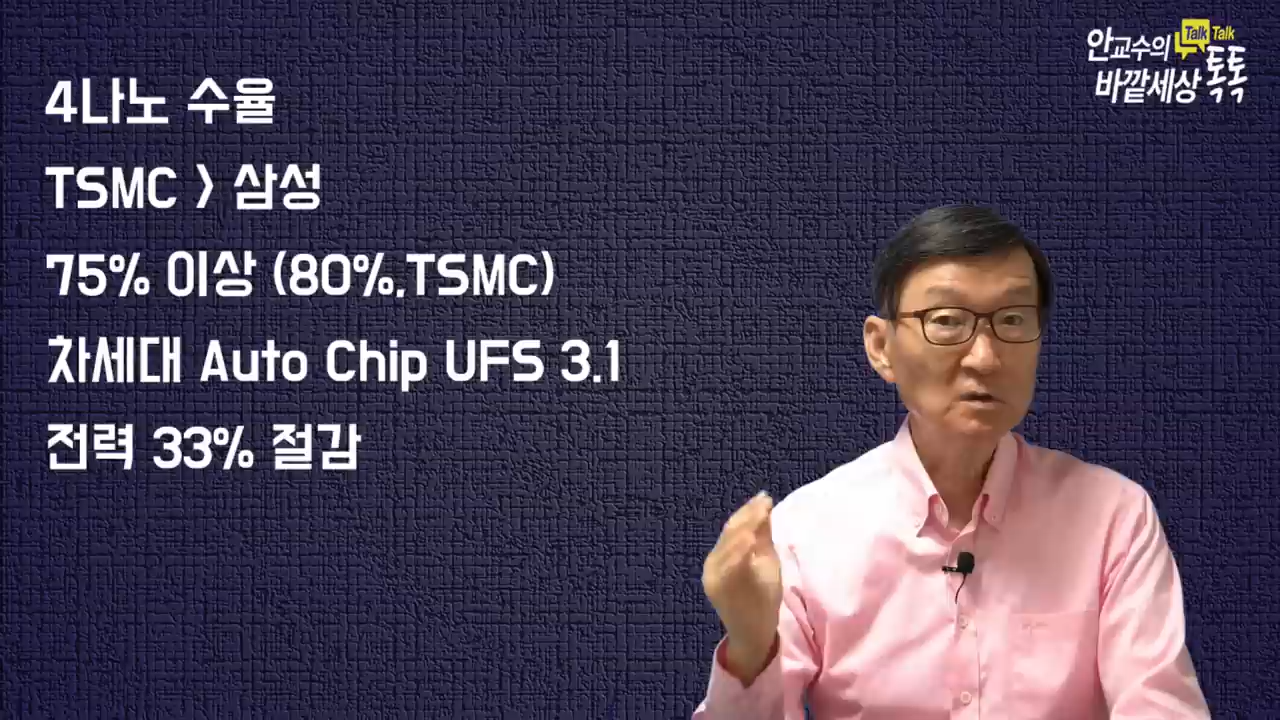 안교수의 Talk Talk
바깥세상 톡톡
4나노 수율
TSMC > 삼성
75% 이상 (80%,TSMC)
차세대 Auto Chip UFS 3.1
전력 33% 절감